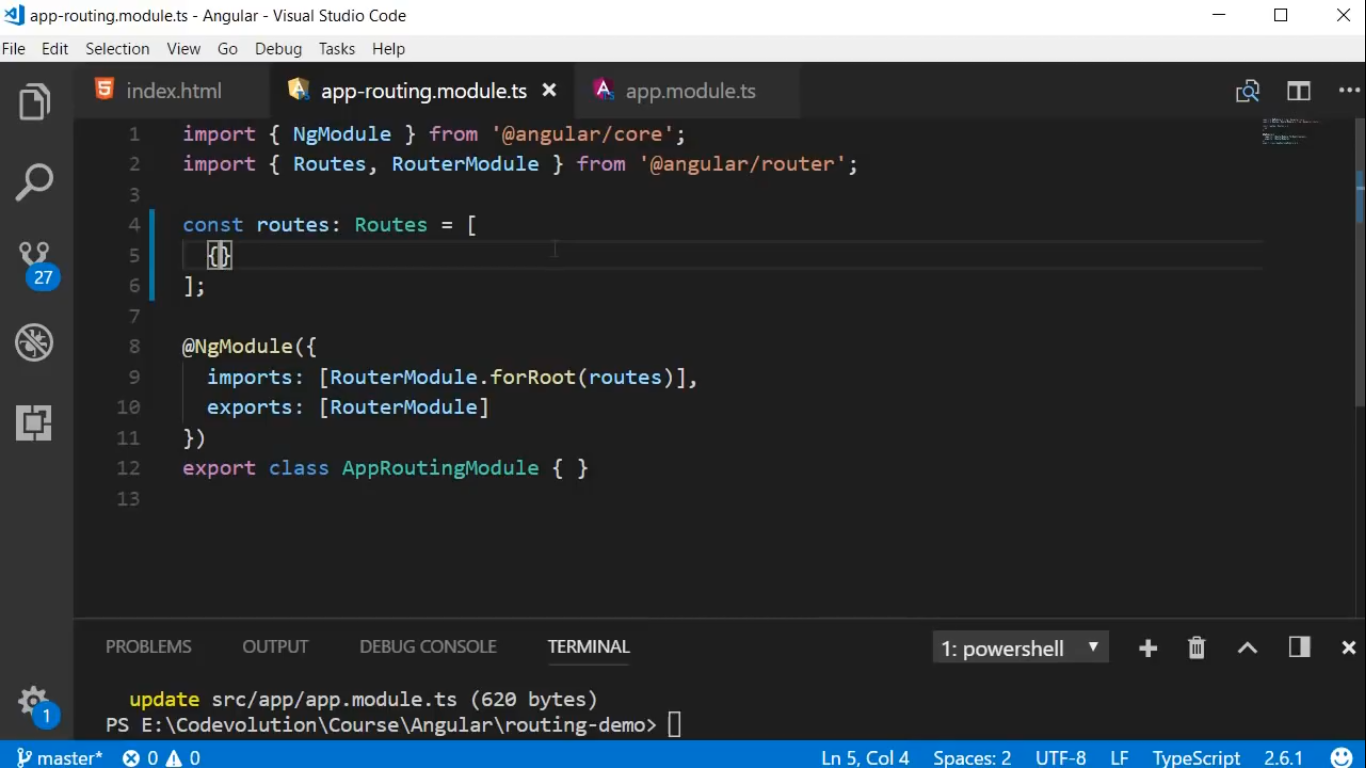 app-routing.module.ts - Angular - Visual Studio Code
File Edit Selection View Go Debug Tasks Help
index.html app-routing.module.ts app.module.ts
1 import { NgModule } from '@angular/core';
2 import { Routes, RouterModule } from '@angular/router';
3
4 const routes: Routes = [
5 {}
6 ];
7
8 @NgModule({
9 imports: [RouterModule.forRoot(routes)],
10 exports: [RouterModule]
11 })
12 export class AppRoutingModule { }
13
27
PROBLEMS OUTPUT DEBUG CONSOLE TERMINAL 1: powershell
update src/app/app.module.ts (620 bytes)
PS E:\Codevolution\Course\Angular\routing-demo>
1
master* 0 0 Ln 5, Col 4 Spaces: 2 UTF-8 LF TypeScript 2.6.1